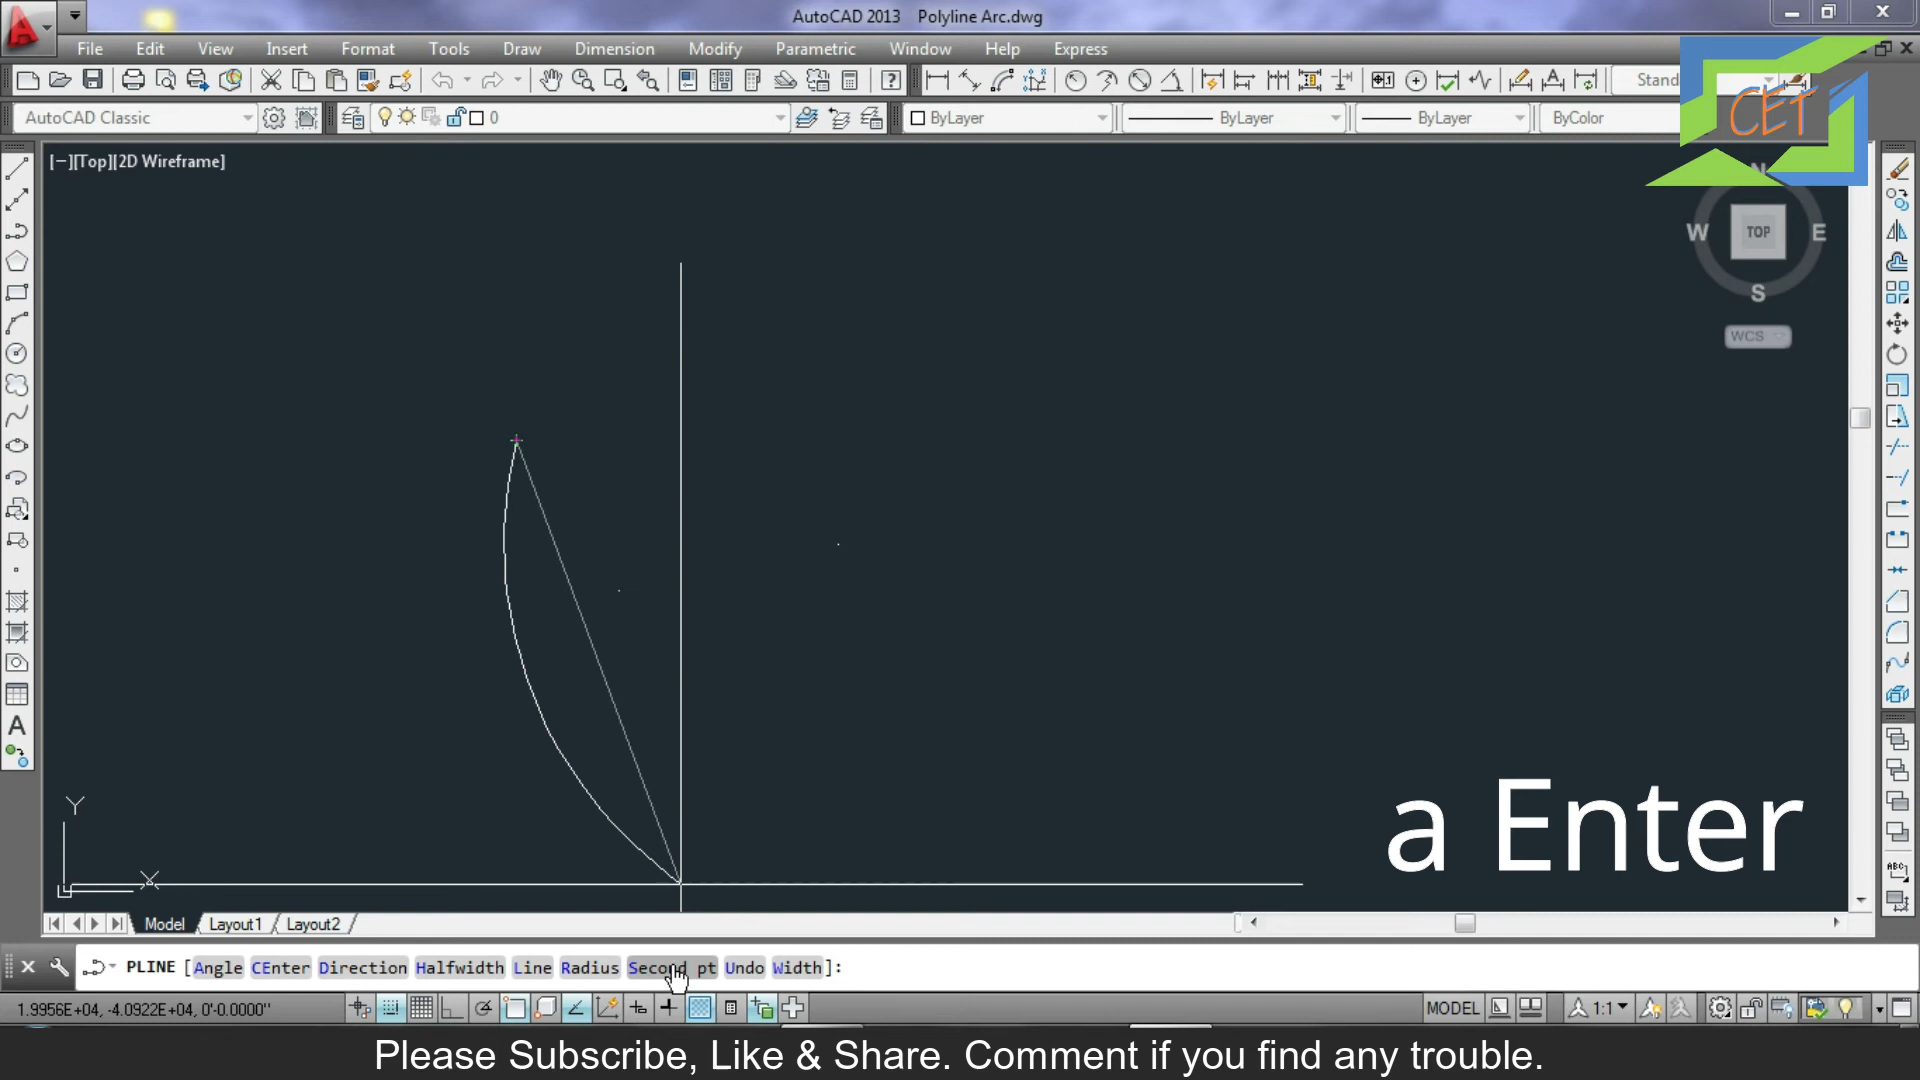 AutoCAD 2013 Polyline Arc.dwg
File Edit View Insert Format Tools Draw Dimension Modify Parametric Window Help Express
Stand
AutoCAD Classic 0 ByLayer ByLayer ByLayer ByColor
CET
[−][Top][2D Wireframe]
N
W TOP E
S
WCS
A
a Enter
Y
X
ABC
Model Layout1 Layout2
PLINE [Angle CEnter Direction Halfwidth Line Radius Second pt Undo Width]:
1.9956E+04, -4.0922E+04, 0'-0.0000" MODEL 1:1
Please Subscribe, Like & Share. Comment if you find any trouble.